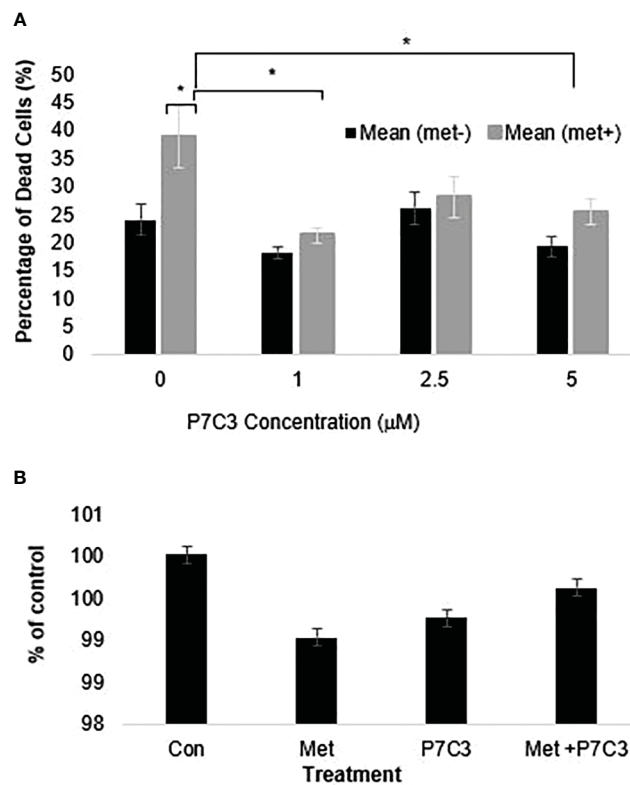 A
*
*
*
50
45
40
35
30
25
20
15
10
5
0
Percentage of Dead Cells (%)
Mean (met-) Mean (met+)
0 1 2.5 5
P7C3 Concentration (μM)
B
101
100
100
99
99
98
% of control
Con Met P7C3 Met +P7C3
Treatment